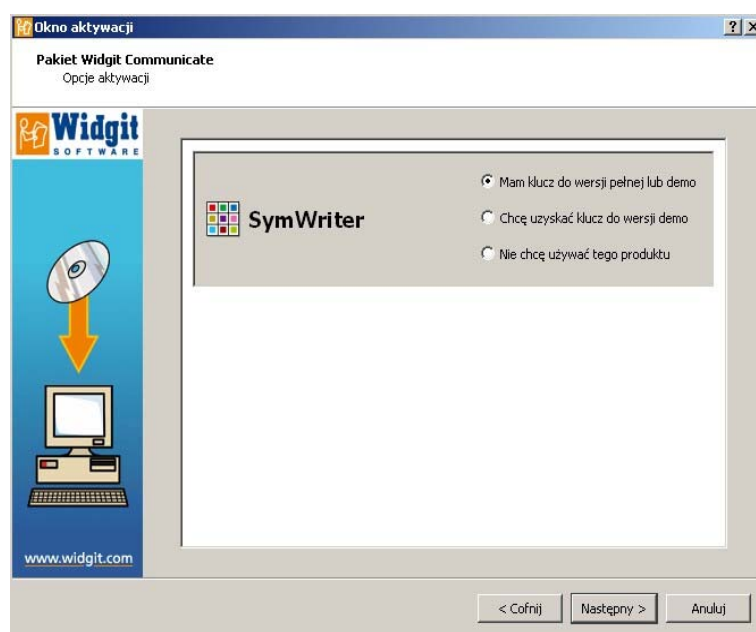 Okno aktywacji
Pakiet Widgit Communicate
Opcje aktywacji
Widgit
SOFTWARE
Mam klucz do wersji pełnej lub demo
SymWriter
Chcę uzyskać klucz do wersji demo
Nie chcę używać tego produktu
www.widgit.com
< Cofnij
Następny >
Anuluj